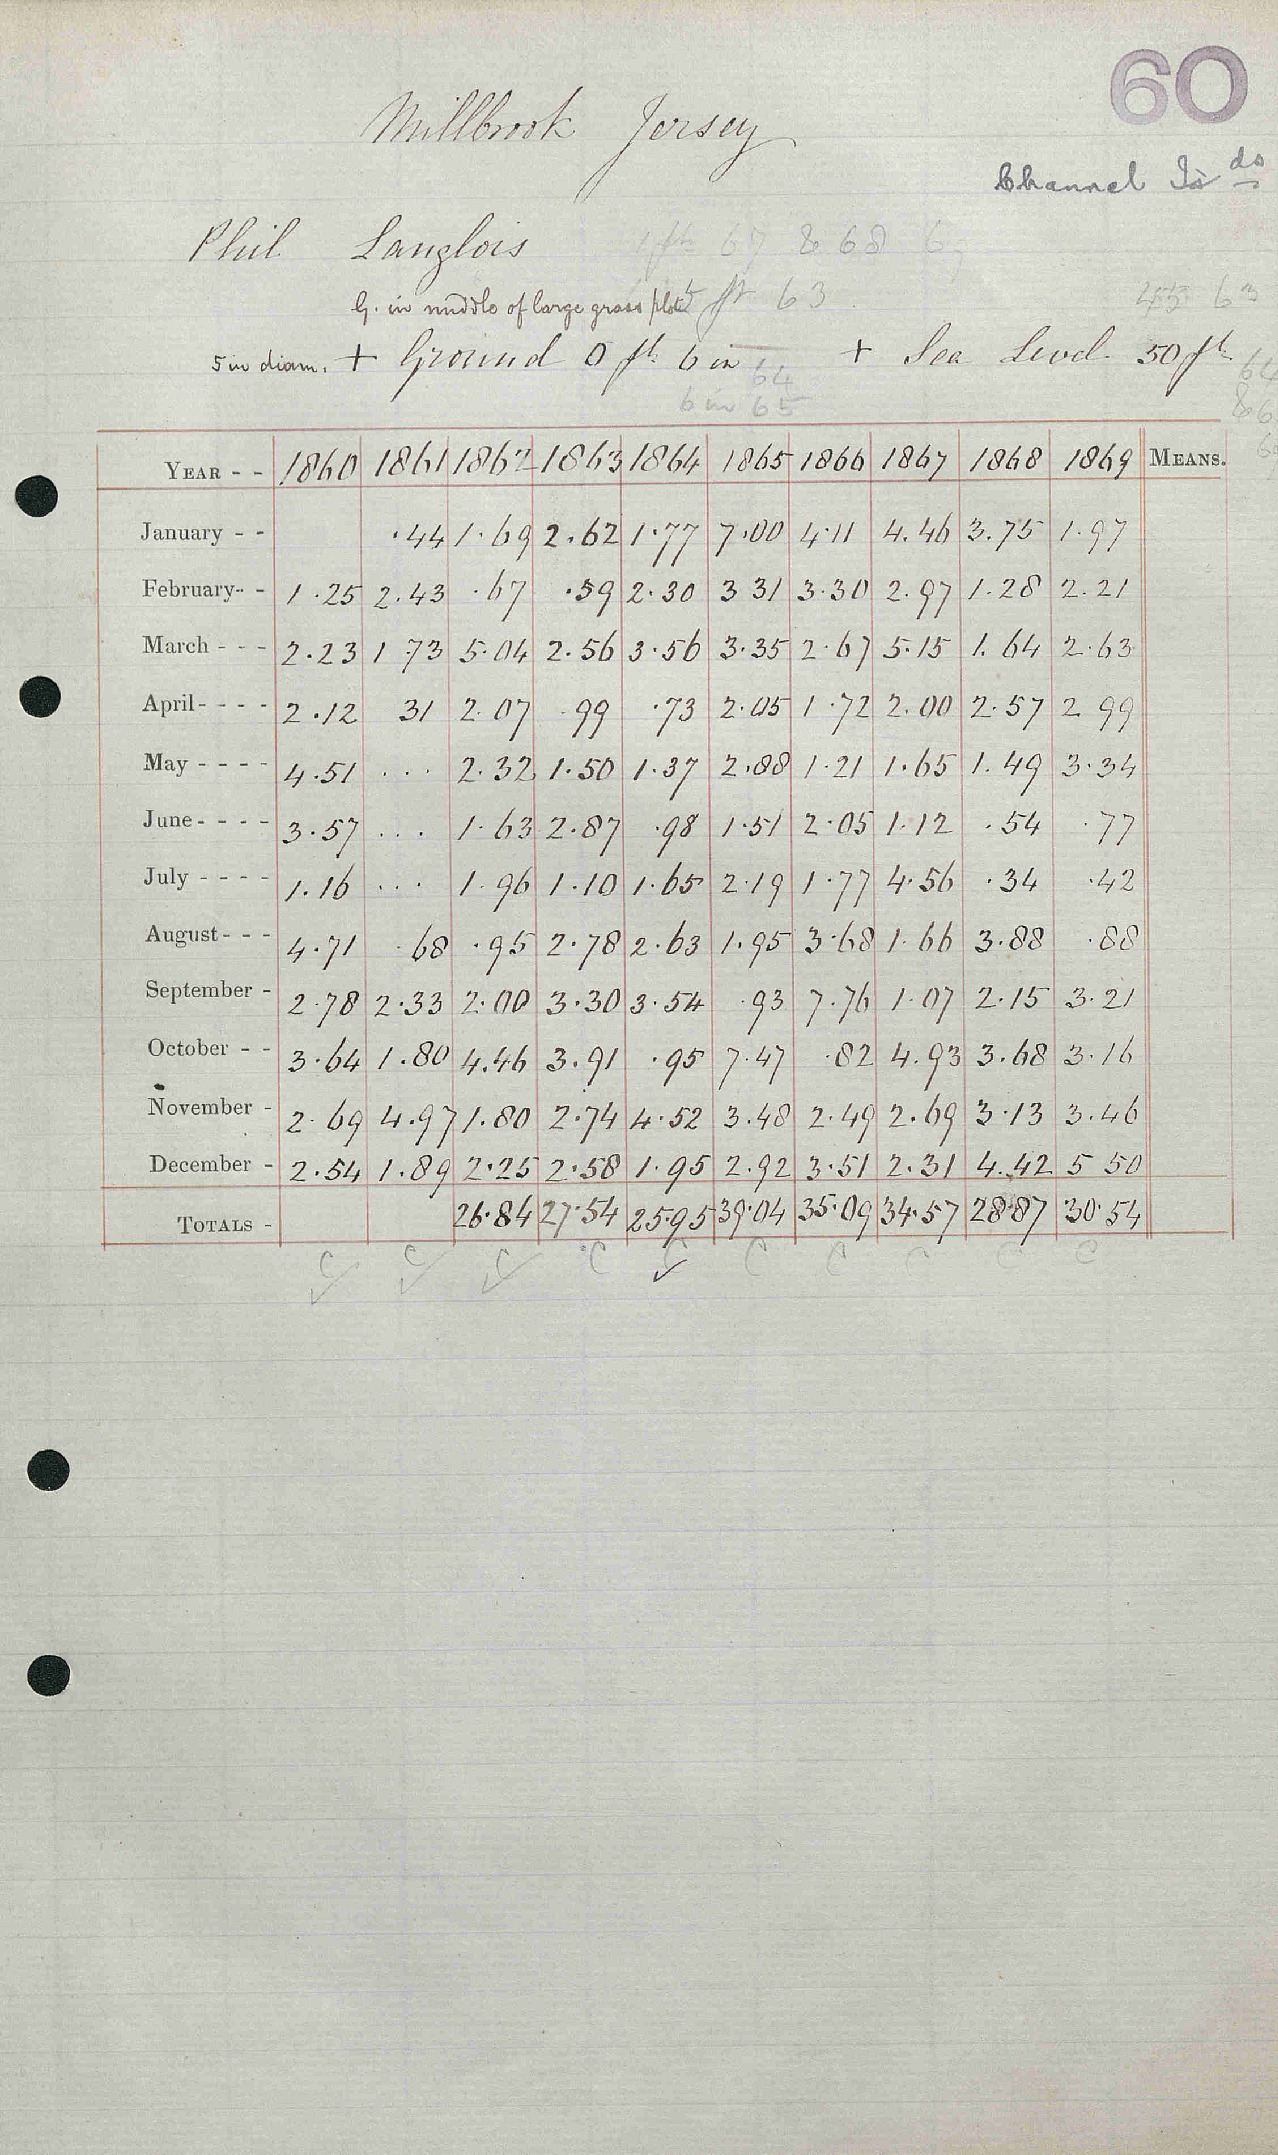 60
Millbrook Jersey
Channel Is ds
Phil Langlois 1 ft 67 & 68
G. in middle of large grass plot ft 63 63
5 in diam. + Ground 0 ft 6 in + Sea Level 50 ft
64 64
6 in 65
YEAR - - 1860 1861 1862 1863 1864 1865 1866 1867 1868 1869 MEANS.
January - - ·44 1·69 2.62 1·77 7.00 4·11 4.46 3.75 1.97
February- - 1·25 2.43 ·67 ·59 2·30 3 31 3·30 2.97 1.28 2.21
March - - - 2·23 1 73 5·04 2.56 3·56 3.35 2·67 5.15 1.64 2·63
April- - - - 2·12 31 2.07 99 ·73 2·05 1·72 2.00 2·57 2 99
May - - - - 4·51 ... 2.32 1.50 1·37 2.88 1·21 1·65 1.49 3·34
June- - - - 3·57 ... 1·63 2.87 ·98 1·51 2·05 1·12 ·54 ·77
July - - - - 1.16 ... 1.96 1·10 1·65 2·19 1·77 4·56 ·34 ·42
August- - - 4.71 ·68 ·95 2·78 2·63 1.95 3·68 1·66 3.88 ·88
September - 2·78 2·33 2·00 3·30 3·54 ·93 7·76 1·07 2·15 3·21
October - - 3·64 1.80 4.46 3.91 ·95 7·47 ·82 4.93 3.68 3·16
November - 2·69 4.97 1.80 2·74 4·52 3.48 2·49 2·69 3·13 3·46
December - 2·54 1.89 2·25 2·58 1·95 2.92 3·51 2·31 4.42 5 50
TOTALS - 26·84 27·54 25·95 39·04 35·09 34·57 28·87 30·54
C C C C C C C C C C